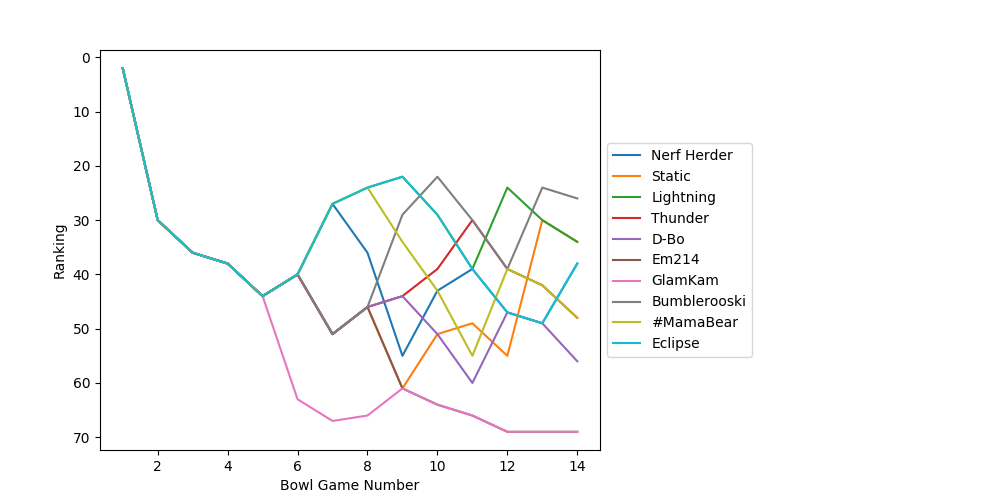 0
10
20
30
40
50
60
70
Ranking
2 4 6 8 10 12 14
Bowl Game Number
Nerf Herder
Static
Lightning
Thunder
D-Bo
Em214
GlamKam
Bumblerooski
#MamaBear
Eclipse